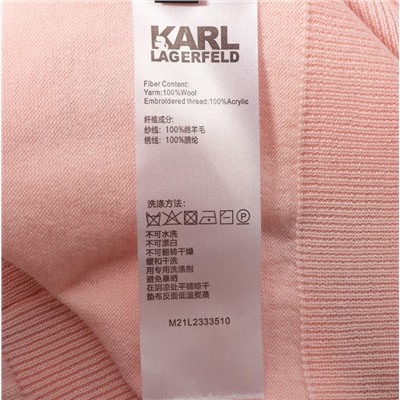 KARL
LAGERFELD
Fiber Content:
Yarm:100%Wool
Embroidered thread:100%Acrylic
纤维成分:
纱线: 100%绵羊毛
绣线: 100%腈纶
洗涤方法:
不可水洗
不可漂白
不可翻转干燥
缓和干洗
用专用洗涤剂
避免暴晒
在阴凉处平铺晾干
垫布反面低温熨蒸
M21L2333510